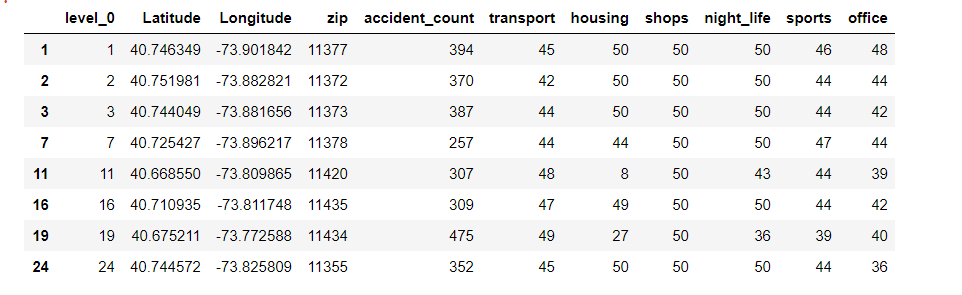 level_0 Latitude Longitude zip accident_count transport housing shops night_life sports office
1 1 40.746349 -73.901842 11377 394 45 50 50 50 46 48
2 2 40.751981 -73.882821 11372 370 42 50 50 50 44 44
3 3 40.744049 -73.881656 11373 387 44 50 50 50 44 42
7 7 40.725427 -73.896217 11378 257 44 44 50 50 47 44
11 11 40.668550 -73.809865 11420 307 48 8 50 43 44 39
16 16 40.710935 -73.811748 11435 309 47 49 50 50 44 42
19 19 40.675211 -73.772588 11434 475 49 27 50 36 39 40
24 24 40.744572 -73.825809 11355 352 45 50 50 50 44 36